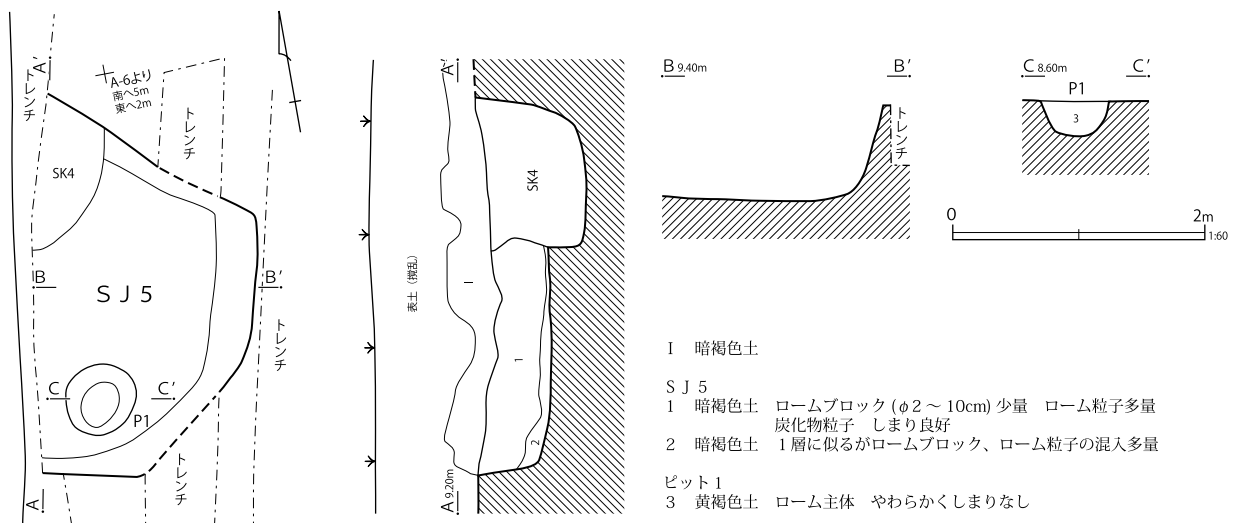 A′
トレンチ
A-6より
南へ5m
東へ2m
トレンチ
SK4
B
B′
SJ5
トレンチ
C
C′
P1
トレンチ
A
A′
SK4
表土（攪乱）
I
1
2
A 9.20m
B 9.40m
B′
トレンチ
C 8.60m
C′
P1
3
0
2m
1:60
I 暗褐色土
SJ5
1 暗褐色土 ロームブロック (φ2～10cm) 少量 ローム粒子多量
炭化物粒子 しまり良好
2 暗褐色土 1層に似るがロームブロック、ローム粒子の混入多量
ピット1
3 黄褐色土 ローム主体 やわらかくしまりなし